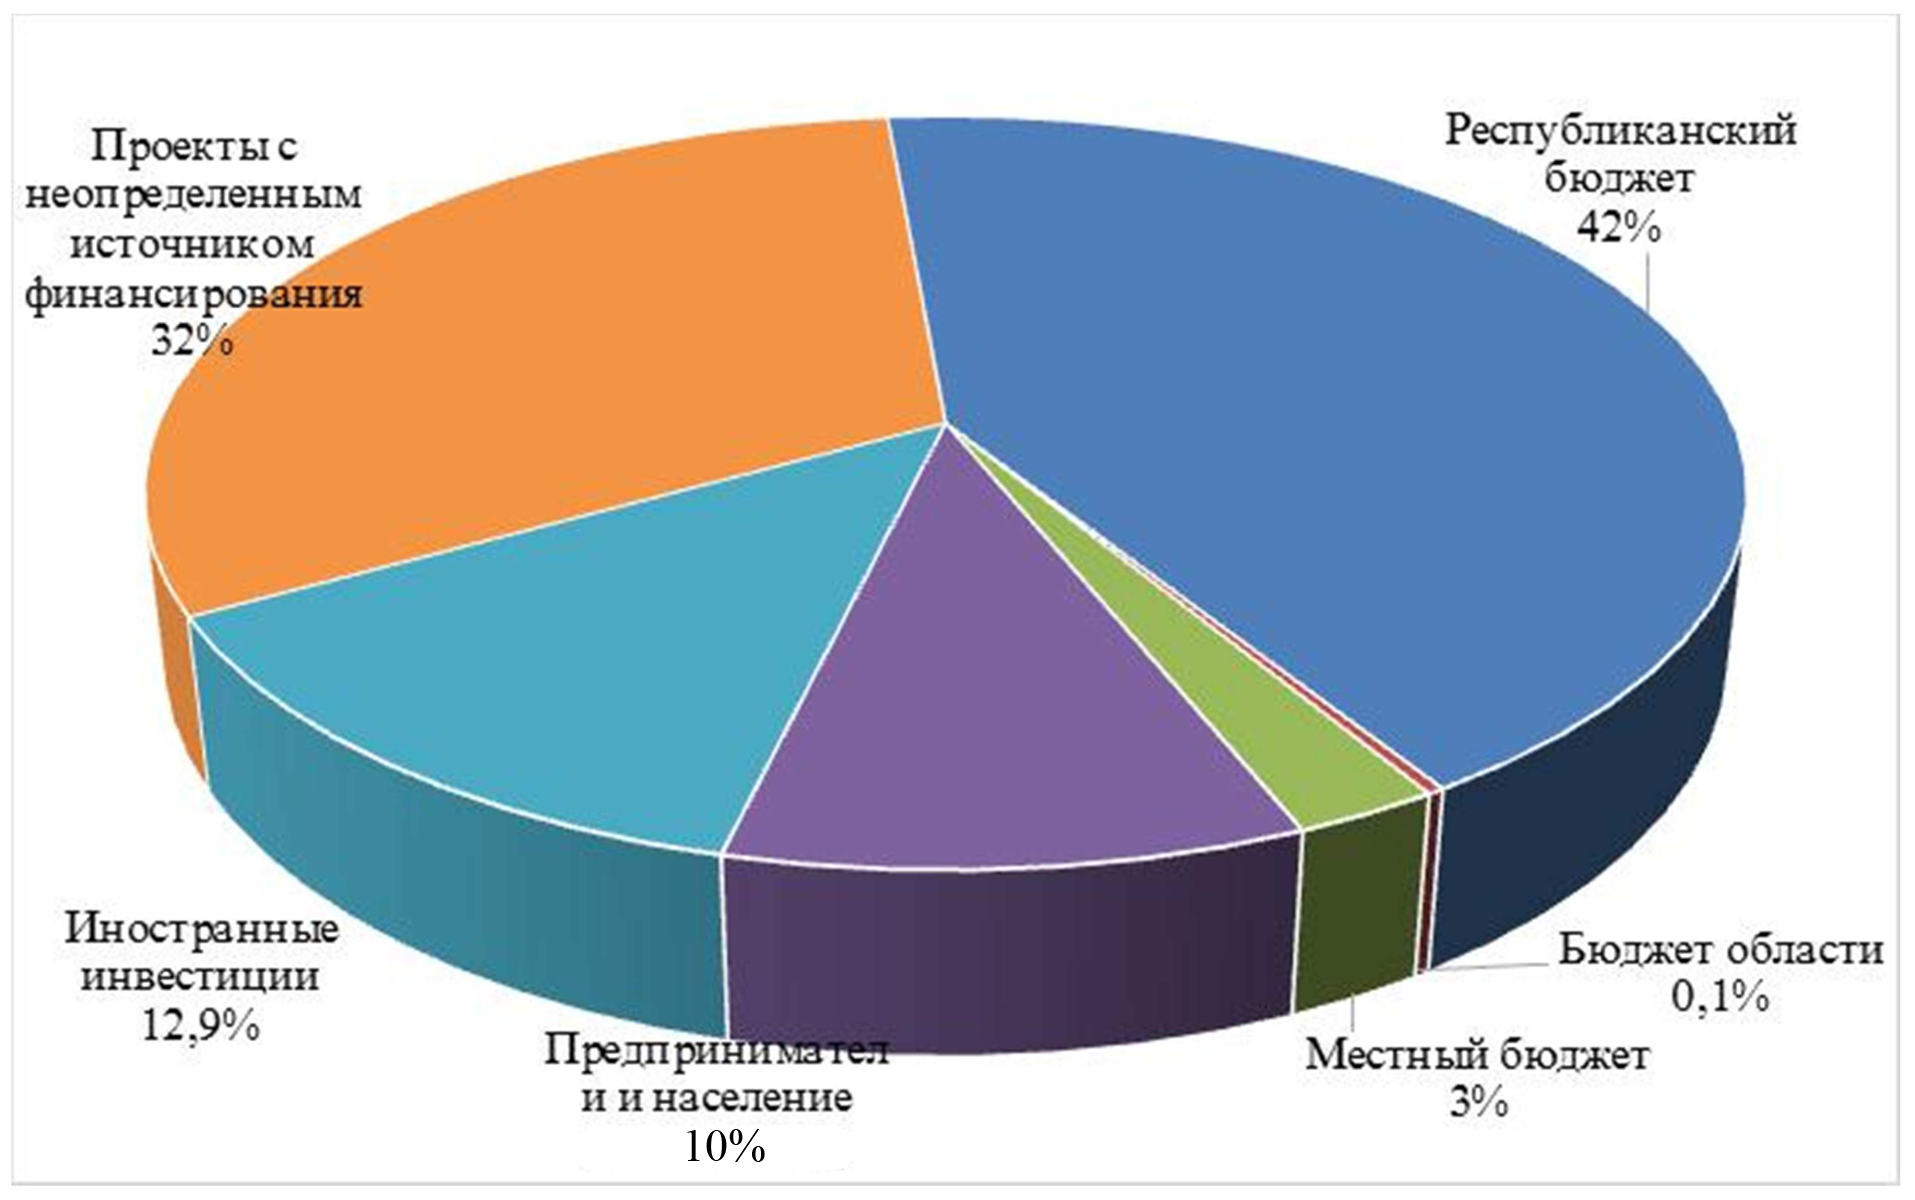 Проекты с
неопределенным
источником
финансирования
32%
Республиканский
бюджет
42%
Иностранные
инвестиции
12,9%
Предпринимател
и и население
10%
Местный бюджет
3%
Бюджет области
0,1%